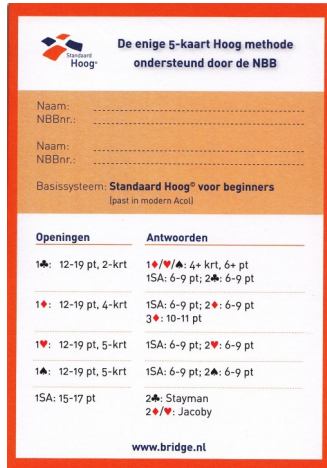 Standaard
Hoog®
De enige 5-kaart Hoog methode
ondersteund door de NBB
Naam:
NBBnr.:
Naam:
NBBnr.:
Basissysteem: Standaard Hoog© voor beginners
(past in modern Acol)
Openingen Antwoorden
1♣: 12-19 pt, 2-krt 1♦/♥/♠: 4+ krt, 6+ pt
1SA: 6-9 pt; 2♣: 6-9 pt
1♦: 12-19 pt, 4-krt 1SA: 6-9 pt; 2♦: 6-9 pt
3♦: 10-11 pt
1♥: 12-19 pt, 5-krt 1SA: 6-9 pt; 2♥: 6-9 pt
1♠: 12-19 pt, 5-krt 1SA: 6-9 pt; 2♠: 6-9 pt
1SA: 15-17 pt 2♣: Stayman
2♦/♥: Jacoby
www.bridge.nl